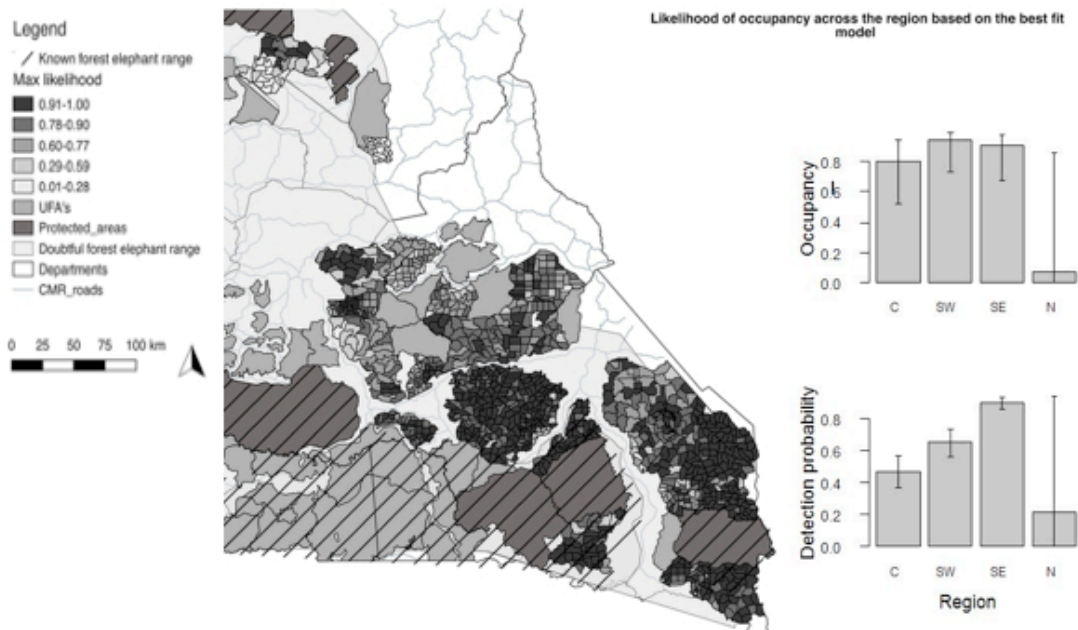 Likelihood of occupancy across the region based on the best fit
model
Legend
Known forest elephant range
Max likelihood
0.91-1.00
0.78-0.90
0.60-0.77
0.29-0.59
0.01-0.28
UFA's
Protected_areas
Doubtful forest elephant range
Departments
CMR_roads
0 25 50 75 100 km
Occupancy
0.8
0.6
0.4
0.2
0.0
C SW SE N
Detection probability
0.8
0.6
0.4
0.2
0.0
C SW SE N
Region